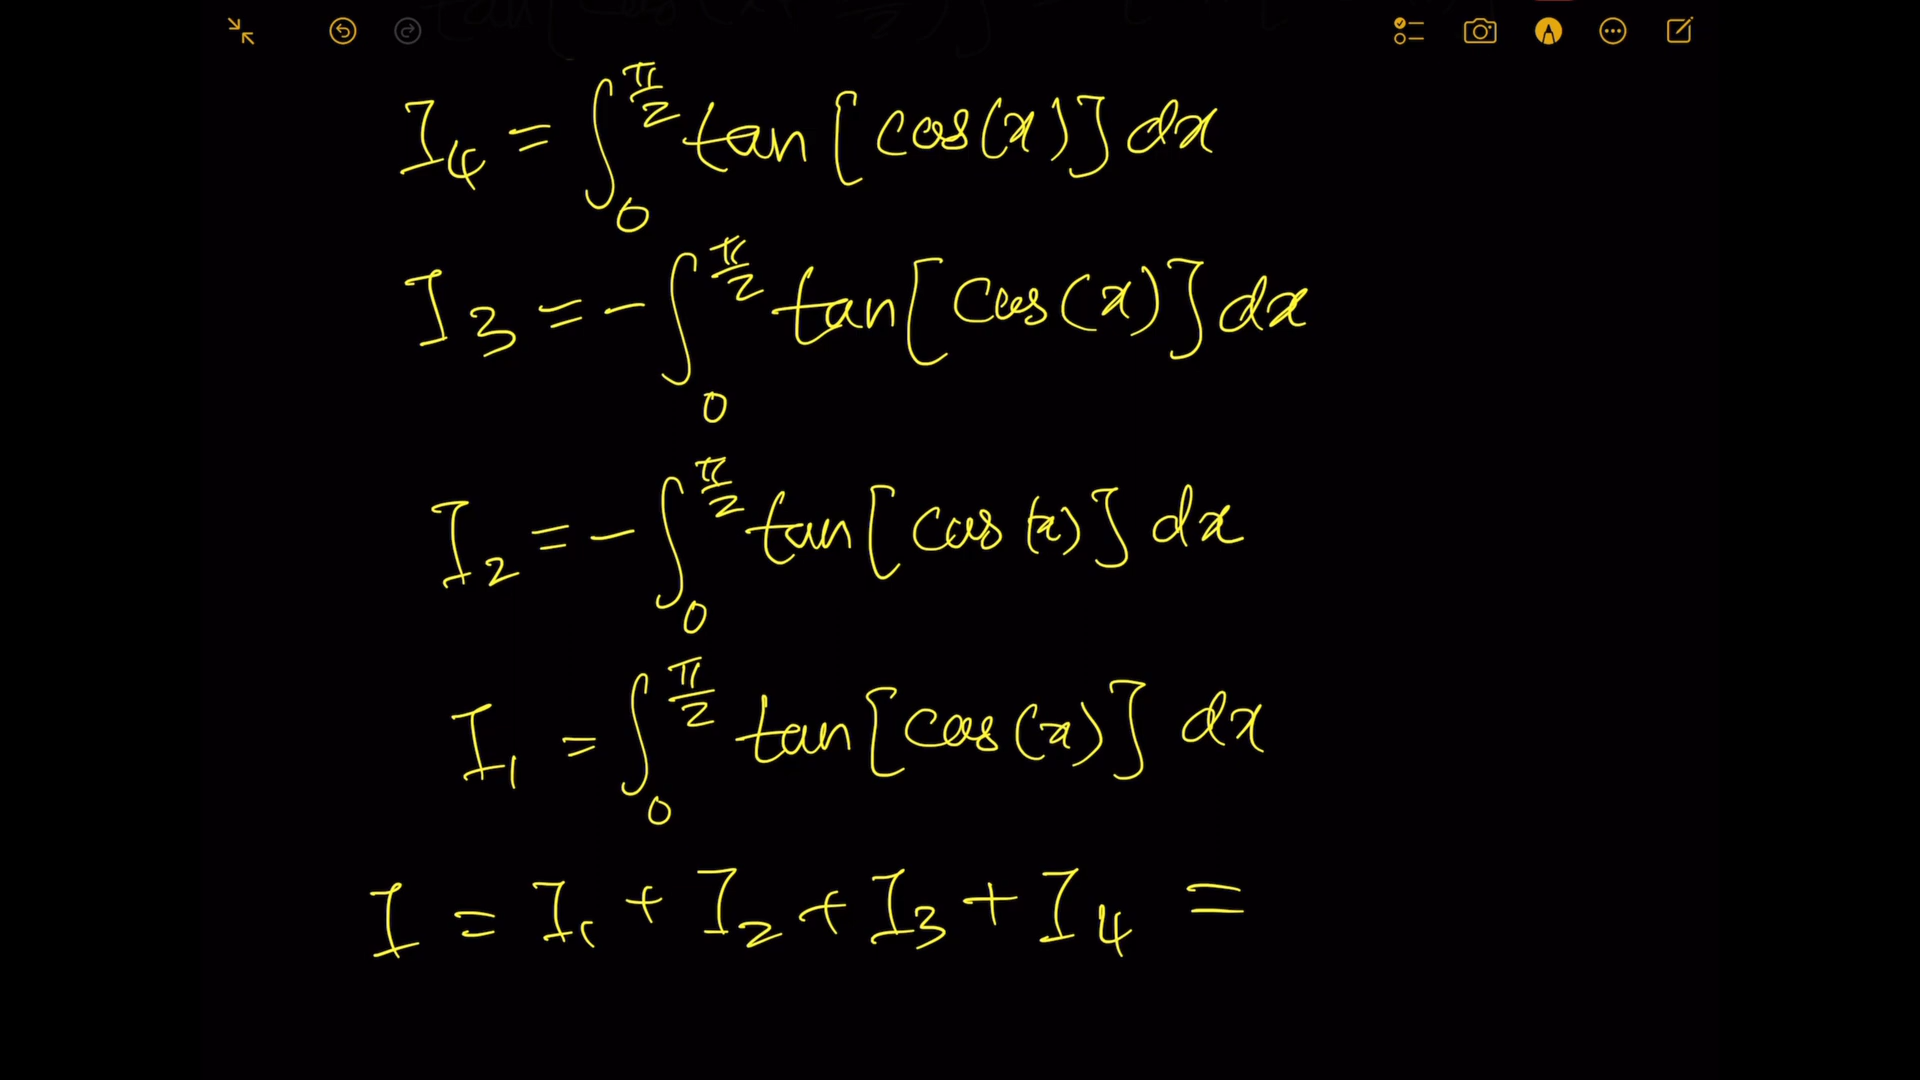 I₄ = ∫₀^{π/2} tan[cos(x)] dx
I₃ = -∫₀^{π/2} tan[cos(x)] dx
I₂ = -∫₀^{π/2} tan[cos(x)] dx
I₁ = ∫₀^{π/2} tan[cos(x)] dx
I = I₁ + I₂ + I₃ + I₄ =